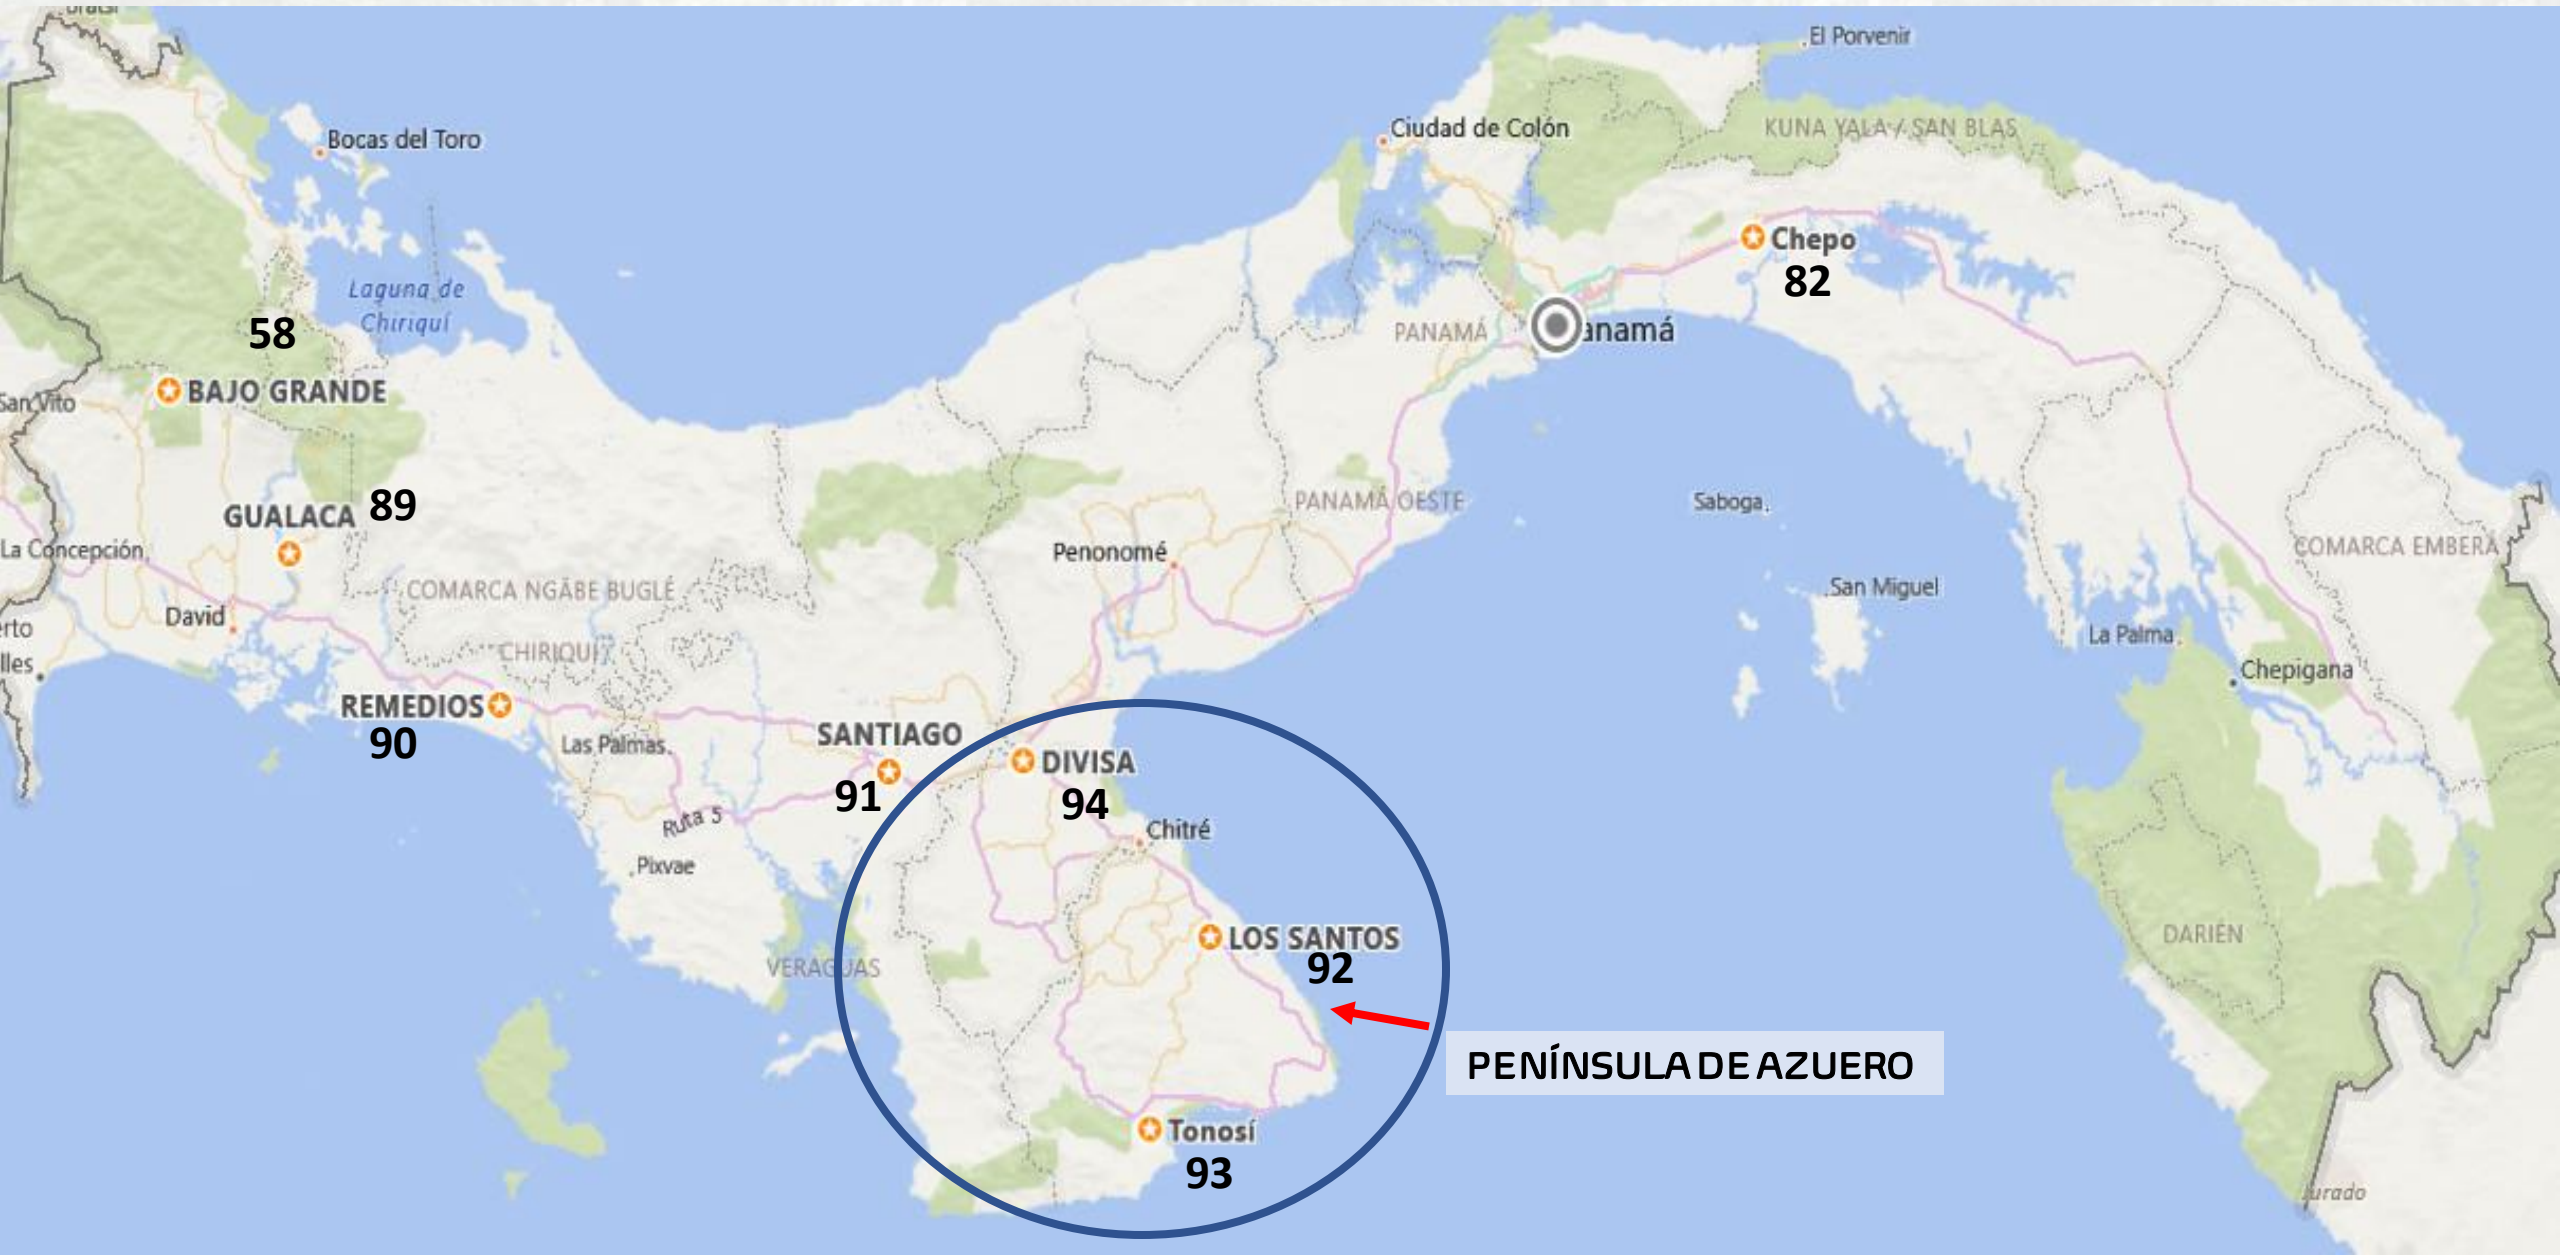 El Porvenir
Bocas del Toro
Ciudad de Colón
KUNA YALA / SAN BLAS
Chepo
82
Laguna de
Chiriquí
58
PANAMÁ
anamá
BAJO GRANDE
San Vito
89
GUALACA
PANAMÁ OESTE
Saboga
La Concepción
Penonomé
COMARCA EMBERÁ
COMARCA NGÄBE BUGLÉ
San Miguel
David
erto
La Palma
CHIRIQUÍ
lles
Chepigana
REMEDIOS
90
SANTIAGO
Las Palmas
DIVISA
91
94
Ruta 5
Chitré
Pixvae
DARIÉN
LOS SANTOS
92
VERAGUAS
PENÍNSULA DE AZUERO
Tonosí
93
Jurado